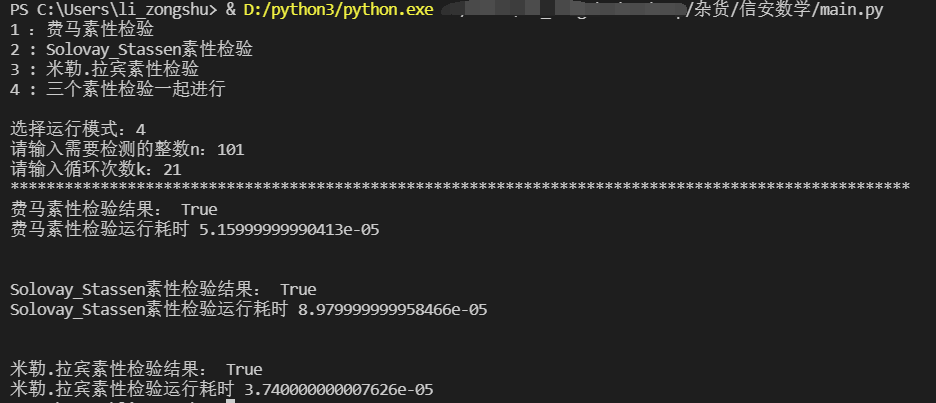 PS C:\Users\li_zongshu> & D:/python3/python.exe /杂货/信安数学/main.py
1 : 费马素性检验
2 : Solovay_Stassen素性检验
3 : 米勒.拉宾素性检验
4 : 三个素性检验一起进行
选择运行模式：4
请输入需要检测的整数n：101
请输入循环次数k：21
****************************************************************************************************
费马素性检验结果： True
费马素性检验运行耗时 5.15999999990413e-05
Solovay_Stassen素性检验结果： True
Solovay_Stassen素性检验运行耗时 8.979999999958466e-05
米勒.拉宾素性检验结果： True
米勒.拉宾素性检验运行耗时 3.740000000007626e-05